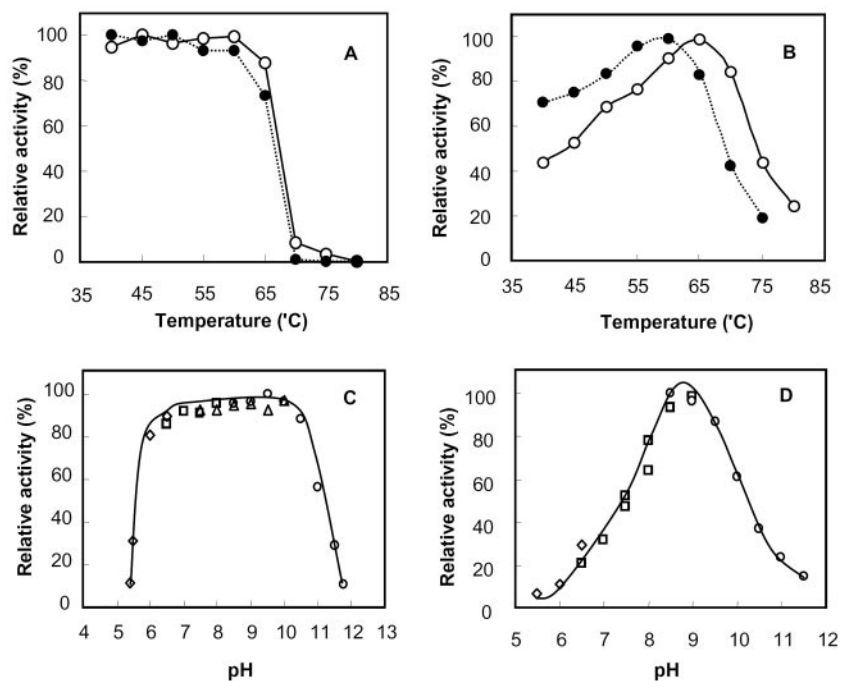 A
Relative activity (%)
100
80
60
40
20
0
35 45 55 65 75 85
Temperature ('C)
B
Relative activity (%)
100
80
60
40
20
0
35 45 55 65 75 85
Temperature ('C)
C
Relative activity (%)
100
80
60
40
20
0
4 5 6 7 8 9 10 11 12 13
pH
D
Relative activity (%)
100
80
60
40
20
0
5 6 7 8 9 10 11 12
pH